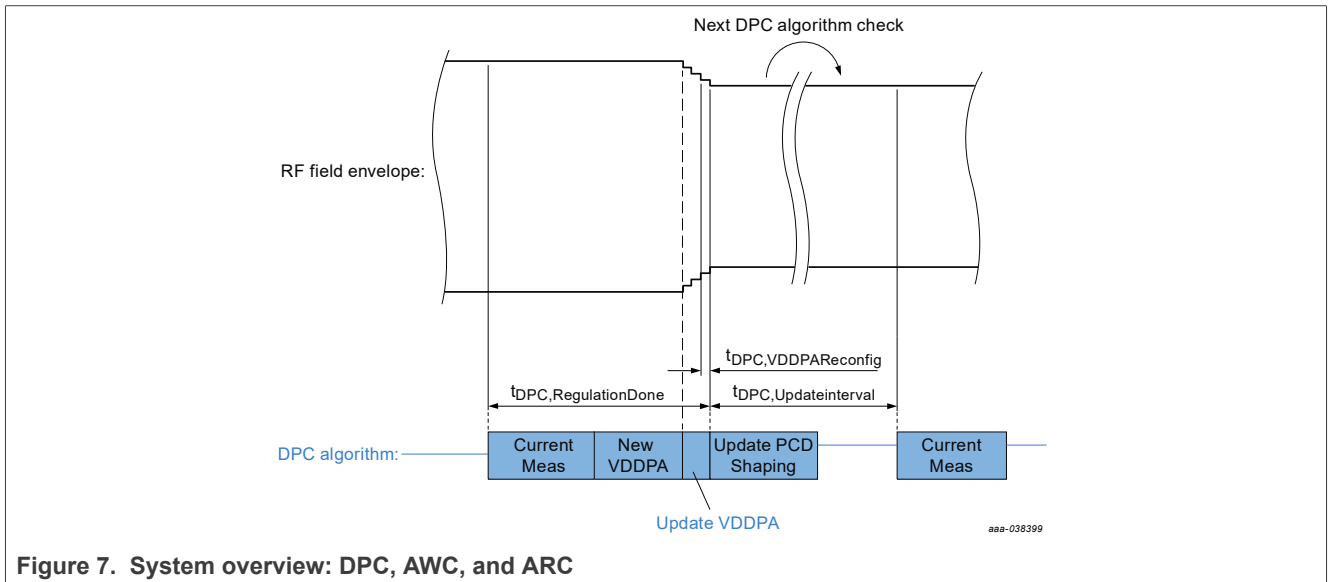 Next DPC algorithm check
RF field envelope:
tDPC,VDDPAReconfig
tDPC,RegulationDone
tDPC,Updateinterval
DPC algorithm:
Current
Meas
New
VDDPA
Update PCD
Shaping
Current
Meas
Update VDDPA
aaa-038399
Figure 7. System overview: DPC, AWC, and ARC